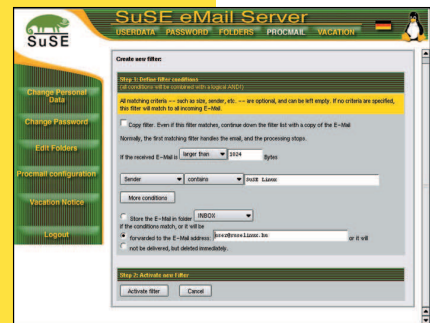 SuSE eMail Server
SuSE
USERDATA PASSWORD FOLDERS PROCMAIL VACATION
Change Personal
Data
Change Password
Edit Folders
Procmail configuration
Vacation Notice
Logout
Create new filter:
Step 1: Define filter conditions
(all conditions will be combined with a logical AND!)
All matching criteria -- such as size, sender, etc. -- are optional, and can be left empty. If no criteria are specified,
this filter will match to all incoming E-Mail.
Copy filter. Even if this filter matches, continue down the filter list with a copy of the E-Mail
Normally, the first matching filter handles the email, and the processing stops.
If the received E-Mail is larger than 1024 Bytes
Sender contains SuSE Linux
More conditions
Store the E-Mail in folder INBOX
if the conditions match, or it will be
forwarded to the E-Mail address: or it will
not be delivered, but deleted immediately.
Step 2: Activate new Filter
Activate filter Cancel